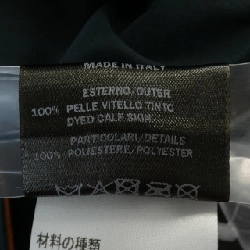 MADE IN ITALY
ESTERNO/OUTER
100% PELLE VITELLO TINTO
DYED CALF SKIN
PARTICOLARI/DETAILS
100% POLIESTERE/POLYESTER
材料の種類